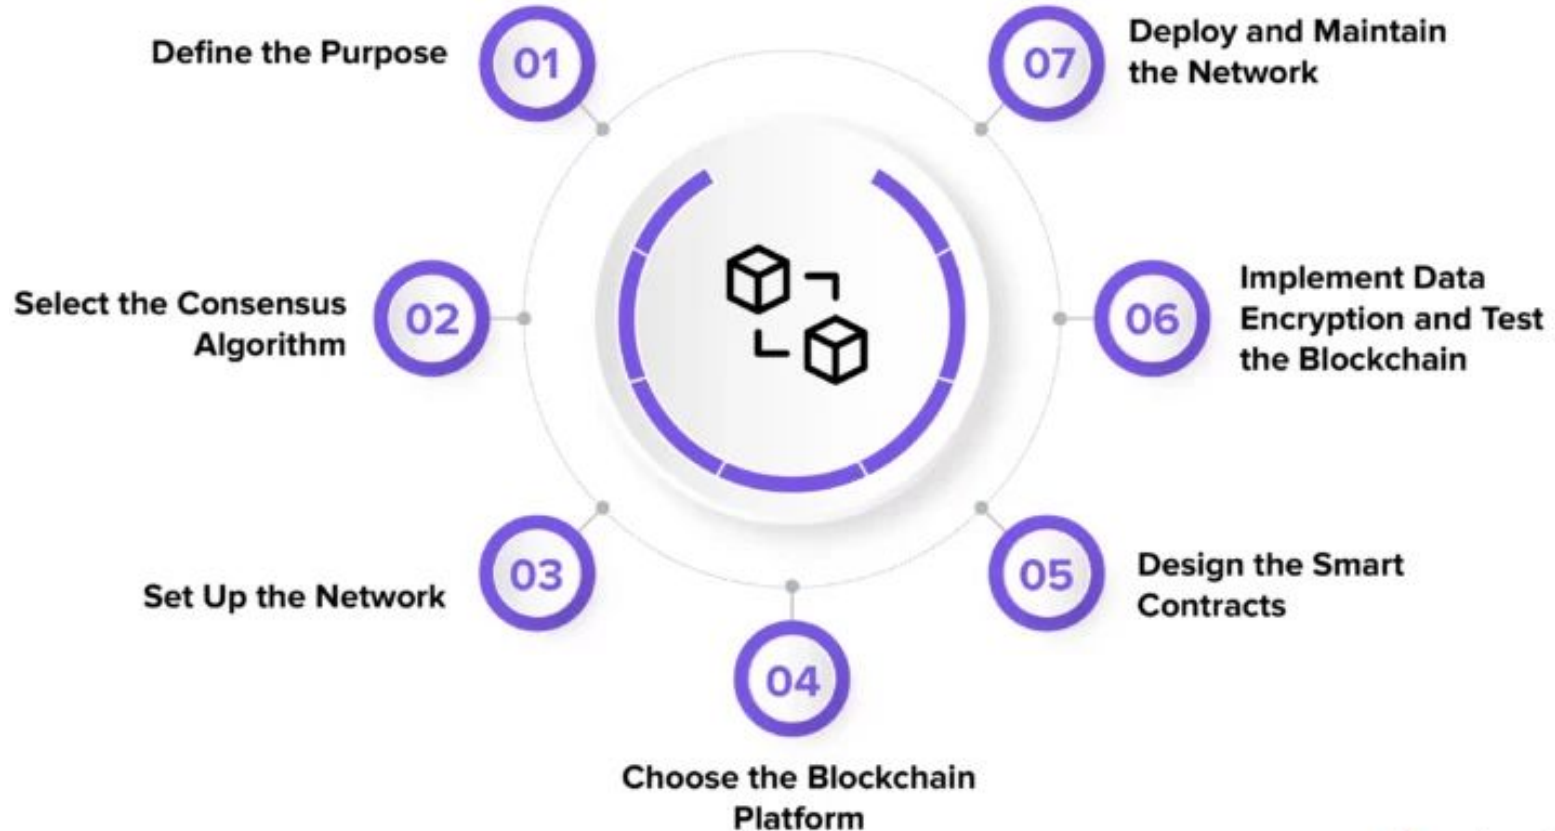 01
Define the Purpose
02
Select the Consensus
Algorithm
03
Set Up the Network
04
Choose the Blockchain
Platform
05
Design the Smart
Contracts
06
Implement Data
Encryption and Test
the Blockchain
07
Deploy and Maintain
the Network